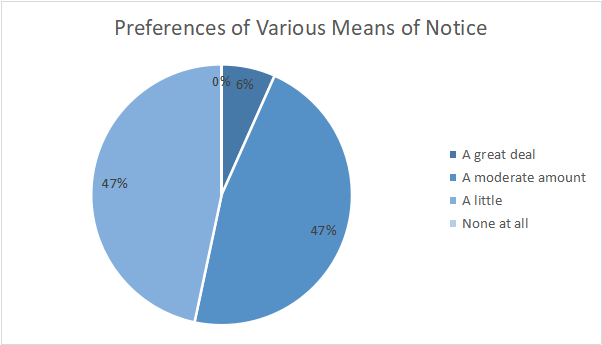 Preferences of Various Means of Notice
0%
6%
47%
47%
A great deal
A moderate amount
A little
None at all